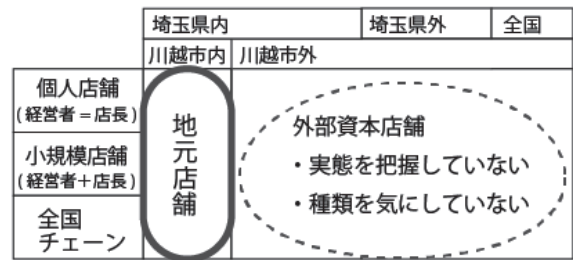 埼玉県内 埼玉県外 全国
川越市内 川越市外
個人店舗
(経営者=店長)
小規模店舗
(経営者+店長)
全国
チェーン
地元店舗
外部資本店舗
・実態を把握していない
・種類を気にしていない